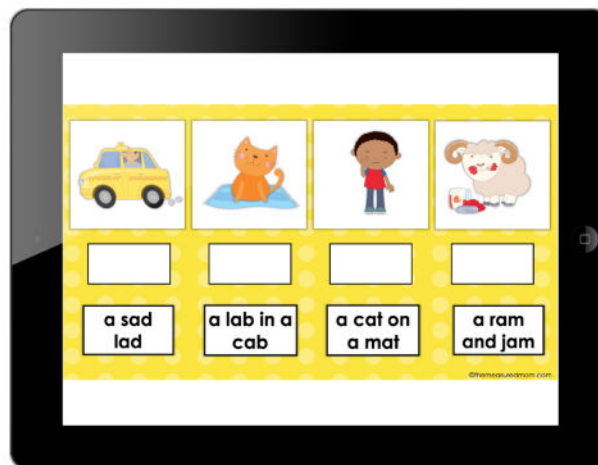 a sad
lad
a lab in a
cab
a cat on
a mat
a ram
and jam
©themeasuredmom.com